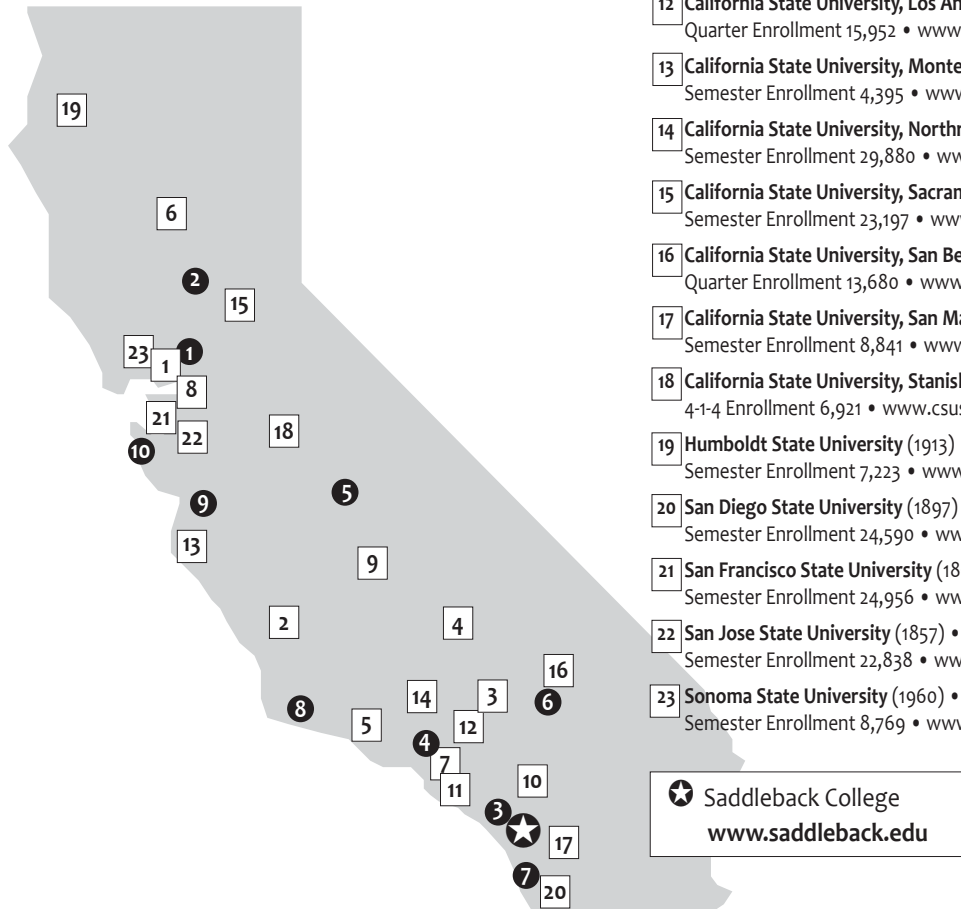 12 California State University, Los An
Quarter Enrollment 15,952 • www
13 California State University, Monte
Semester Enrollment 4,395 • www
14 California State University, Northr
Semester Enrollment 29,880 • ww
15 California State University, Sacran
Semester Enrollment 23,197 • www
16 California State University, San Be
Quarter Enrollment 13,680 • www
17 California State University, San Ma
Semester Enrollment 8,841 • www
18 California State University, Stanisl
4-1-4 Enrollment 6,921 • www.csus
19 Humboldt State University (1913)
Semester Enrollment 7,223 • www
20 San Diego State University (1897)
Semester Enrollment 24,590 • ww
21 San Francisco State University (18
Semester Enrollment 24,956 • ww
22 San Jose State University (1857) •
Semester Enrollment 22,838 • ww
23 Sonoma State University (1960) •
Semester Enrollment 8,769 • www
Saddleback College
www.saddleback.edu
19
6
2
15
23
1
1
8
21
22
18
10
5
9
13
9
2
4
16
14
3
6
8
5
12
4
7
11
10
3
17
7
20